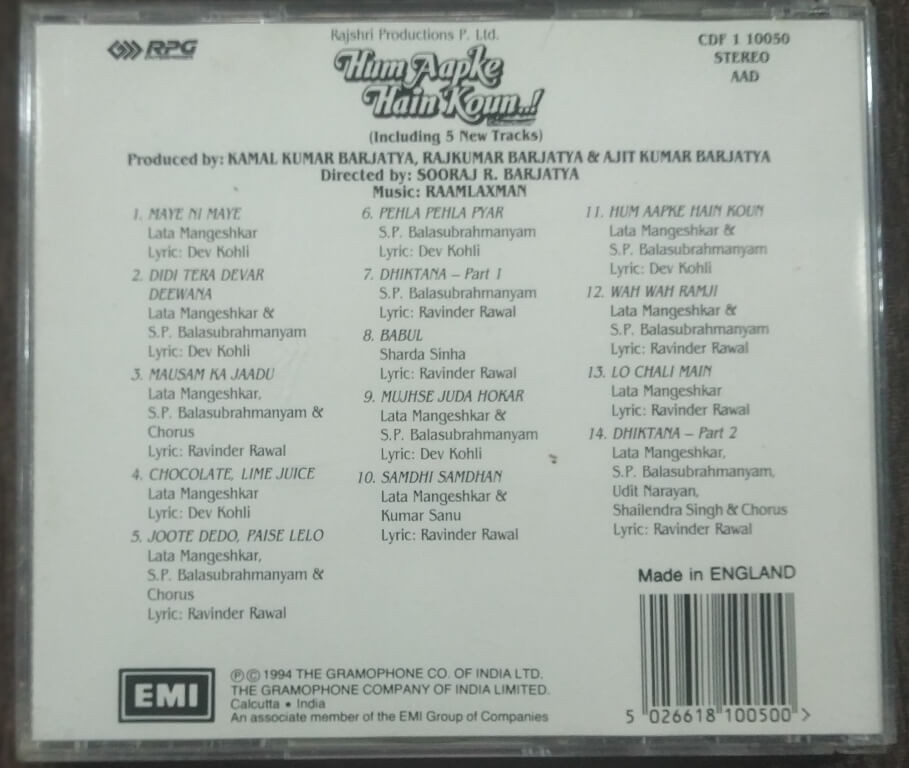 RPG
Rajshri Productions P. Ltd.
Hum Aapke
Hain Koun..!
(Including 5 New Tracks)
CDF 1 10050
STEREO
AAD
Produced by: KAMAL KUMAR BARJATYA, RAJKUMAR BARJATYA & AJIT KUMAR BARJATYA
Directed by: SOORAJ R. BARJATYA
Music: RAAMLAXMAN
1. MAYE NI MAYE
Lata Mangeshkar
Lyric: Dev Kohli
2. DIDI TERA DEVAR
DEEWANA
Lata Mangeshkar &
S.P. Balasubrahmanyam
Lyric: Dev Kohli
3. MAUSAM KA JAADU
Lata Mangeshkar,
S.P. Balasubrahmanyam &
Chorus
Lyric: Ravinder Rawal
4. CHOCOLATE, LIME JUICE
Lata Mangeshkar
Lyric: Dev Kohli
5. JOOTE DEDO, PAISE LELO
Lata Mangeshkar,
S.P. Balasubrahmanyam &
Chorus
Lyric: Ravinder Rawal
6. PEHLA PEHLA PYAR
S.P. Balasubrahmanyam
Lyric: Dev Kohli
7. DHIKTANA – Part 1
S.P. Balasubrahmanyam
Lyric: Ravinder Rawal
8. BABUL
Sharda Sinha
Lyric: Ravinder Rawal
9. MUJHSE JUDA HOKAR
Lata Mangeshkar &
S.P. Balasubrahmanyam
Lyric: Dev Kohli
10. SAMDHI SAMDHAN
Lata Mangeshkar &
Kumar Sanu
Lyric: Ravinder Rawal
11. HUM AAPKE HAIN KOUN
Lata Mangeshkar &
S.P. Balasubrahmanyam
Lyric: Dev Kohli
12. WAH WAH RAMJI
Lata Mangeshkar &
S.P. Balasubrahmanyam
Lyric: Ravinder Rawal
13. LO CHALI MAIN
Lata Mangeshkar
Lyric: Ravinder Rawal
14. DHIKTANA – Part 2
Lata Mangeshkar,
S.P. Balasubrahmanyam,
Udit Narayan,
Shailendra Singh & Chorus
Lyric: Ravinder Rawal
Made in ENGLAND
EMI
℗© 1994 THE GRAMOPHONE CO. OF INDIA LTD.
THE GRAMOPHONE COMPANY OF INDIA LIMITED.
Calcutta • India
An associate member of the EMI Group of Companies
5 026618 100500 >